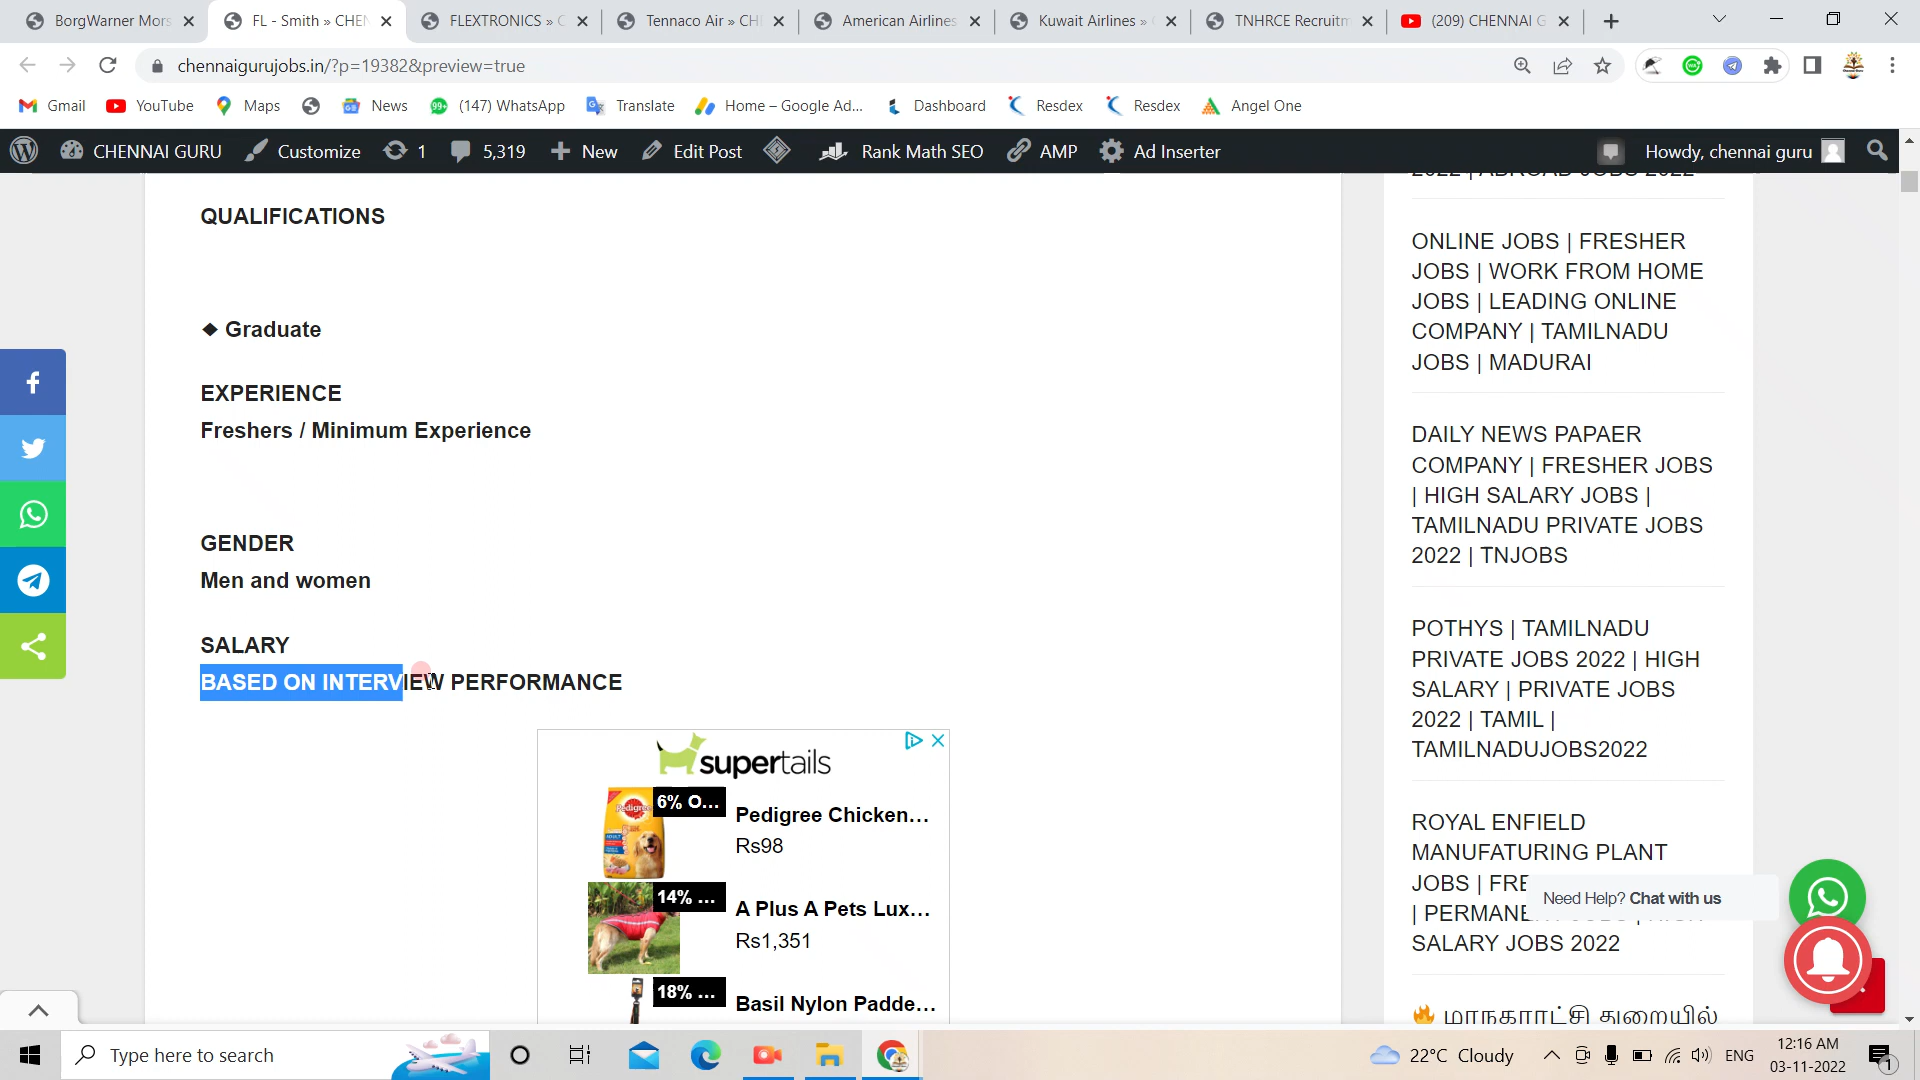 BorgWarner Mors
FL - Smith » CHEN
FLEXTRONICS » C
Tennaco Air » CH
American Airlines
Kuwait Airlines »
TNHRCE Recruitm
(209) CHENNAI G
chennaigurujobs.in/?p=19382&preview=true
Gmail
YouTube
Maps
News
(147) WhatsApp
Translate
Home – Google Ad...
Dashboard
Resdex
Resdex
Angel One
CHENNAI GURU
Customize
1
5,319
New
Edit Post
Rank Math SEO
AMP
Ad Inserter
Howdy, chennai guru
QUALIFICATIONS
❖ Graduate
EXPERIENCE
Freshers / Minimum Experience
GENDER
Men and women
SALARY
BASED ON INTERVIEW PERFORMANCE
supertails
6% O...
Pedigree Chicken...
Rs98
14% ...
A Plus A Pets Lux...
Rs1,351
18% ...
Basil Nylon Padde...
2022 | ABROAD JOBS 2022
ONLINE JOBS | FRESHER
JOBS | WORK FROM HOME
JOBS | LEADING ONLINE
COMPANY | TAMILNADU
JOBS | MADURAI
DAILY NEWS PAPAER
COMPANY | FRESHER JOBS
| HIGH SALARY JOBS |
TAMILNADU PRIVATE JOBS
2022 | TNJOBS
POTHYS | TAMILNADU
PRIVATE JOBS 2022 | HIGH
SALARY | PRIVATE JOBS
2022 | TAMIL |
TAMILNADUJOBS2022
ROYAL ENFIELD
MANUFATURING PLANT
JOBS | FRE
| PERMANE
SALARY JOBS 2022
🔥 மாநகராட்சி துறையில்
Need Help? Chat with us
Type here to search
22°C Cloudy
ENG
12:16 AM
03-11-2022
1